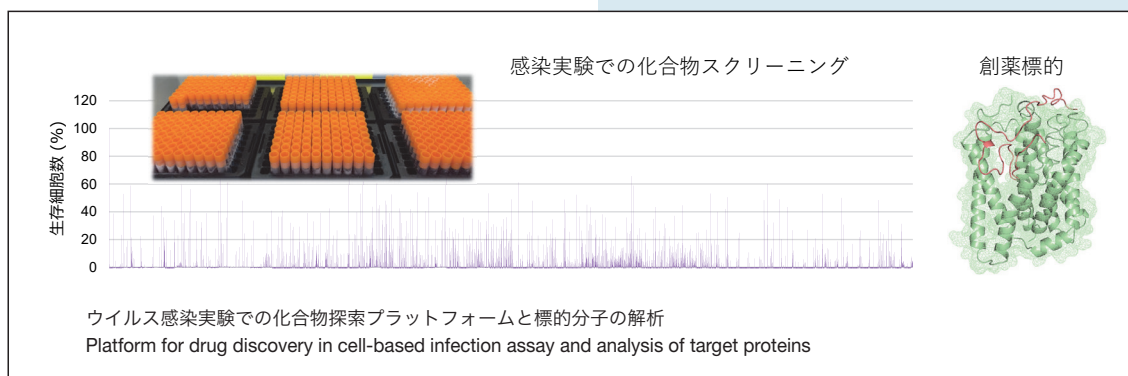 感染実験での化合物スクリーニング
創薬標的
生存細胞数 (%)
120
100
80
60
40
20
0
ウイルス感染実験での化合物探索プラットフォームと標的分子の解析
Platform for drug discovery in cell-based infection assay and analysis of target proteins